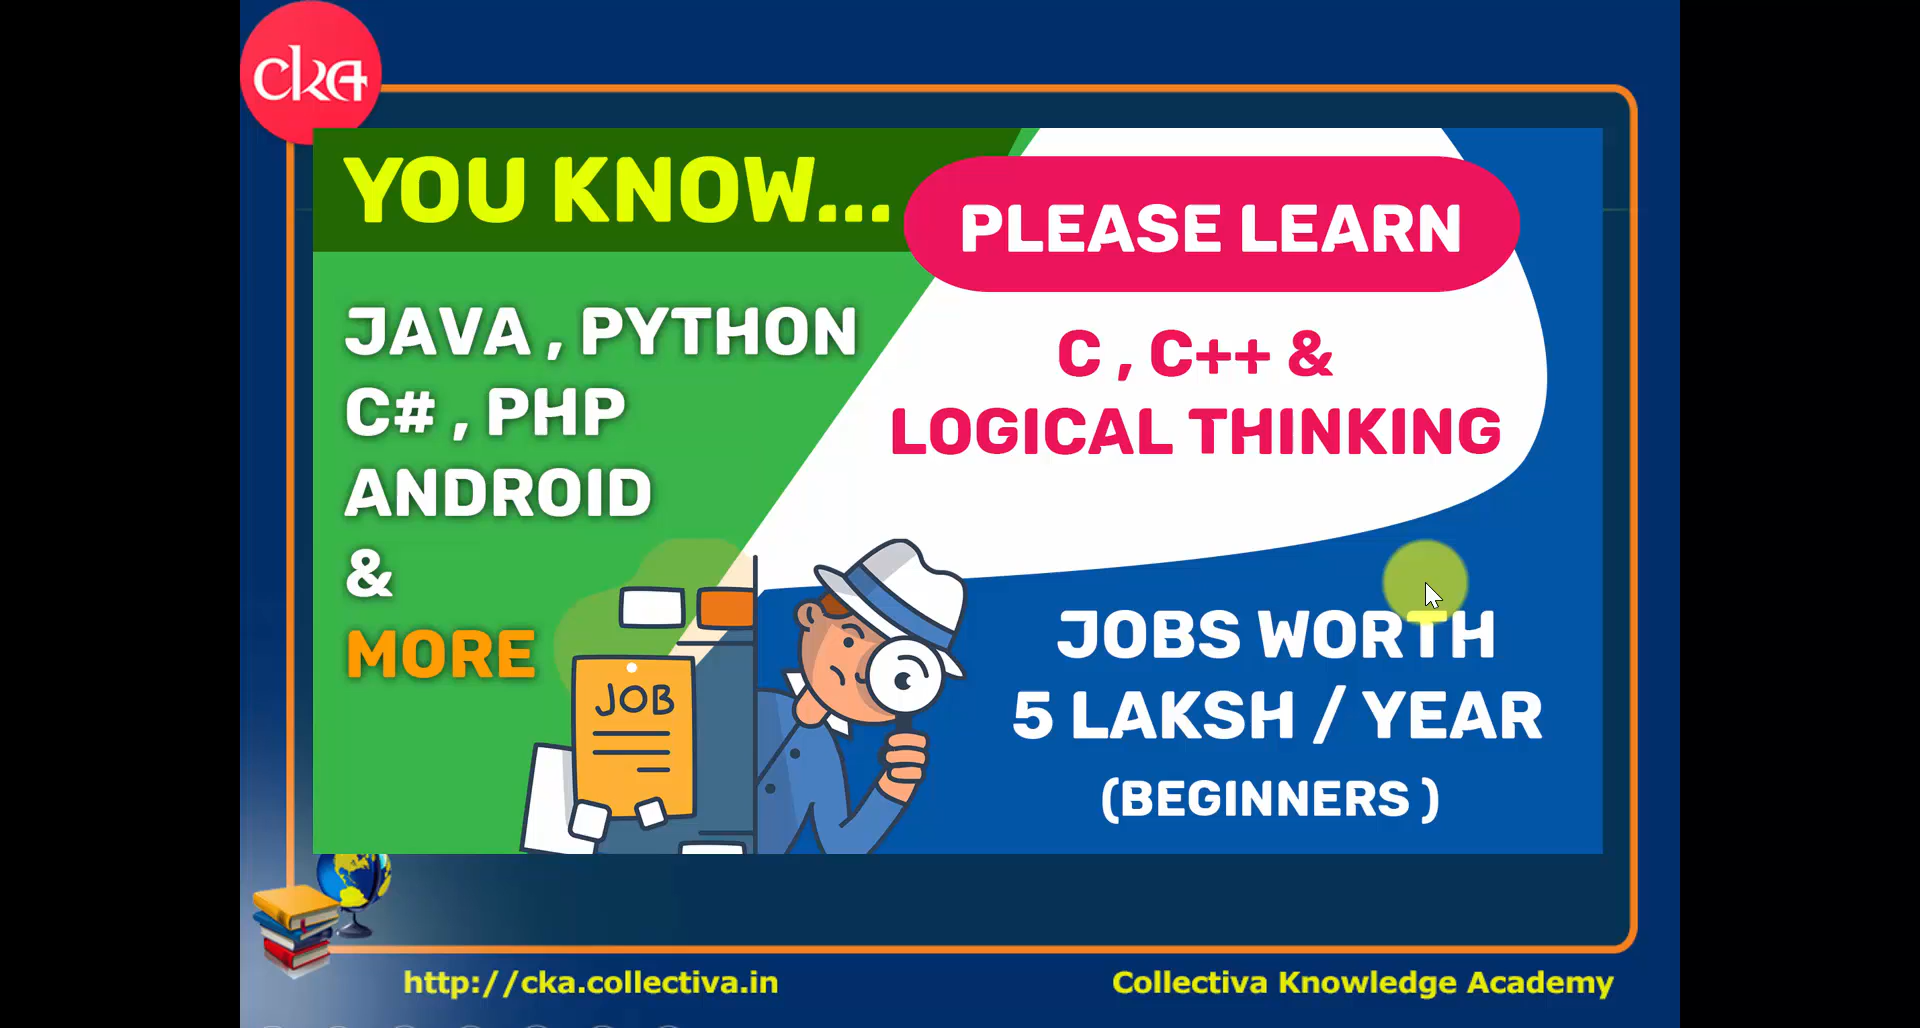 cka
YOU KNOW...
PLEASE LEARN
JAVA , PYTHON
C# , PHP
ANDROID
&
MORE
C , C++ &
LOGICAL THINKING
JOB
JOBS WORTH
5 LAKSH / YEAR
(BEGINNERS )
http://cka.collectiva.in
Collectiva Knowledge Academy